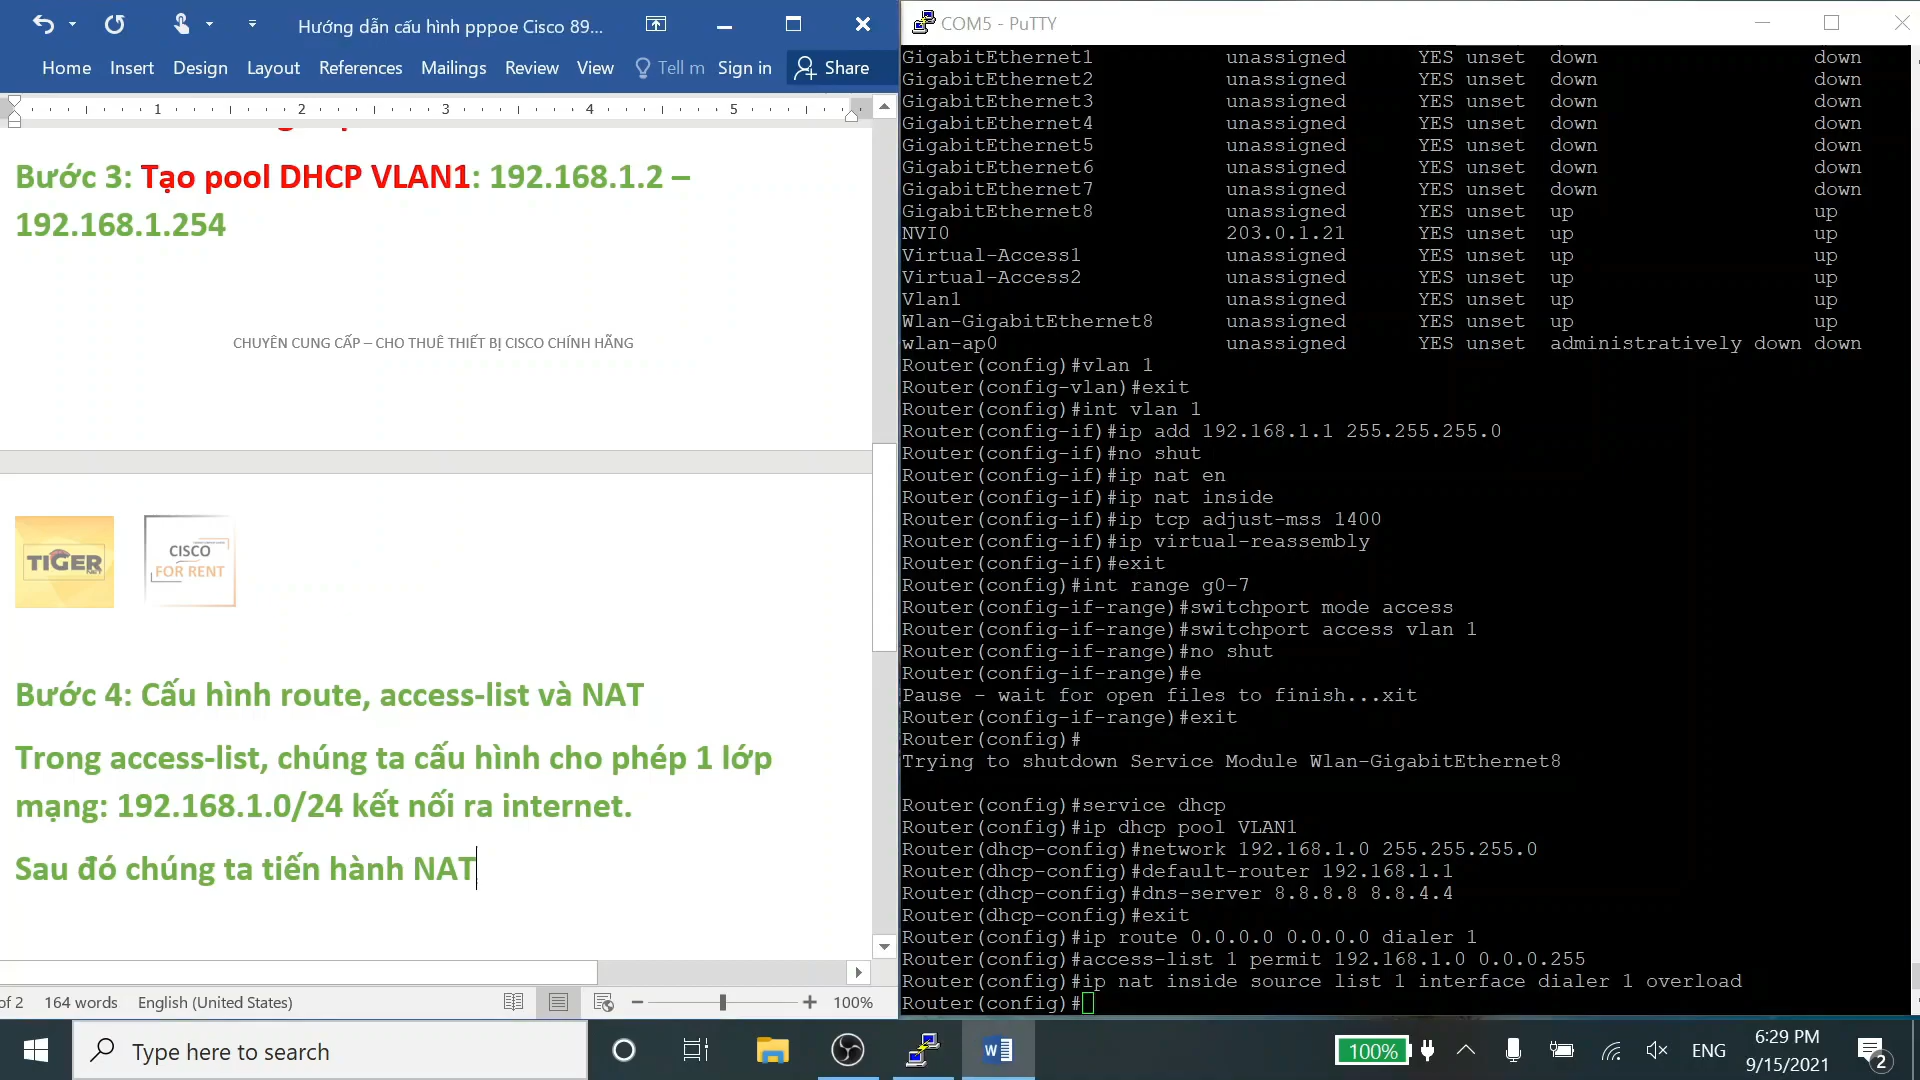 Hướng dẫn cấu hình pppoe Cisco 89...
Home Insert Design Layout References Mailings Review View Tell m Sign in Share
1 2 3 4 5
Bước 3: Tạo pool DHCP VLAN1: 192.168.1.2 –
192.168.1.254
CHUYÊN CUNG CẤP – CHO THUÊ THIẾT BỊ CISCO CHÍNH HÃNG
TIGER
CISCO
FOR RENT
Bước 4: Cấu hình route, access-list và NAT
Trong access-list, chúng ta cấu hình cho phép 1 lớp
mạng: 192.168.1.0/24 kết nối ra internet.
Sau đó chúng ta tiến hành NAT
of 2 164 words English (United States) 100%
COM5 - PuTTY
GigabitEthernet1 unassigned YES unset down down
GigabitEthernet2 unassigned YES unset down down
GigabitEthernet3 unassigned YES unset down down
GigabitEthernet4 unassigned YES unset down down
GigabitEthernet5 unassigned YES unset down down
GigabitEthernet6 unassigned YES unset down down
GigabitEthernet7 unassigned YES unset down down
GigabitEthernet8 unassigned YES unset up up
NVI0 203.0.1.21 YES unset up up
Virtual-Access1 unassigned YES unset up up
Virtual-Access2 unassigned YES unset up up
Vlan1 unassigned YES unset up up
Wlan-GigabitEthernet8 unassigned YES unset up up
wlan-ap0 unassigned YES unset administratively down down
Router(config)#vlan 1
Router(config-vlan)#exit
Router(config)#int vlan 1
Router(config-if)#ip add 192.168.1.1 255.255.255.0
Router(config-if)#no shut
Router(config-if)#ip nat en
Router(config-if)#ip nat inside
Router(config-if)#ip tcp adjust-mss 1400
Router(config-if)#ip virtual-reassembly
Router(config-if)#exit
Router(config)#int range g0-7
Router(config-if-range)#switchport mode access
Router(config-if-range)#switchport access vlan 1
Router(config-if-range)#no shut
Router(config-if-range)#e
Pause - wait for open files to finish...xit
Router(config-if-range)#exit
Router(config)#
Trying to shutdown Service Module Wlan-GigabitEthernet8
Router(config)#service dhcp
Router(config)#ip dhcp pool VLAN1
Router(dhcp-config)#network 192.168.1.0 255.255.255.0
Router(dhcp-config)#default-router 192.168.1.1
Router(dhcp-config)#dns-server 8.8.8.8 8.8.4.4
Router(dhcp-config)#exit
Router(config)#ip route 0.0.0.0 0.0.0.0 dialer 1
Router(config)#access-list 1 permit 192.168.1.0 0.0.0.255
Router(config)#ip nat inside source list 1 interface dialer 1 overload
Router(config)#
Type here to search
100%
ENG
6:29 PM
9/15/2021
2